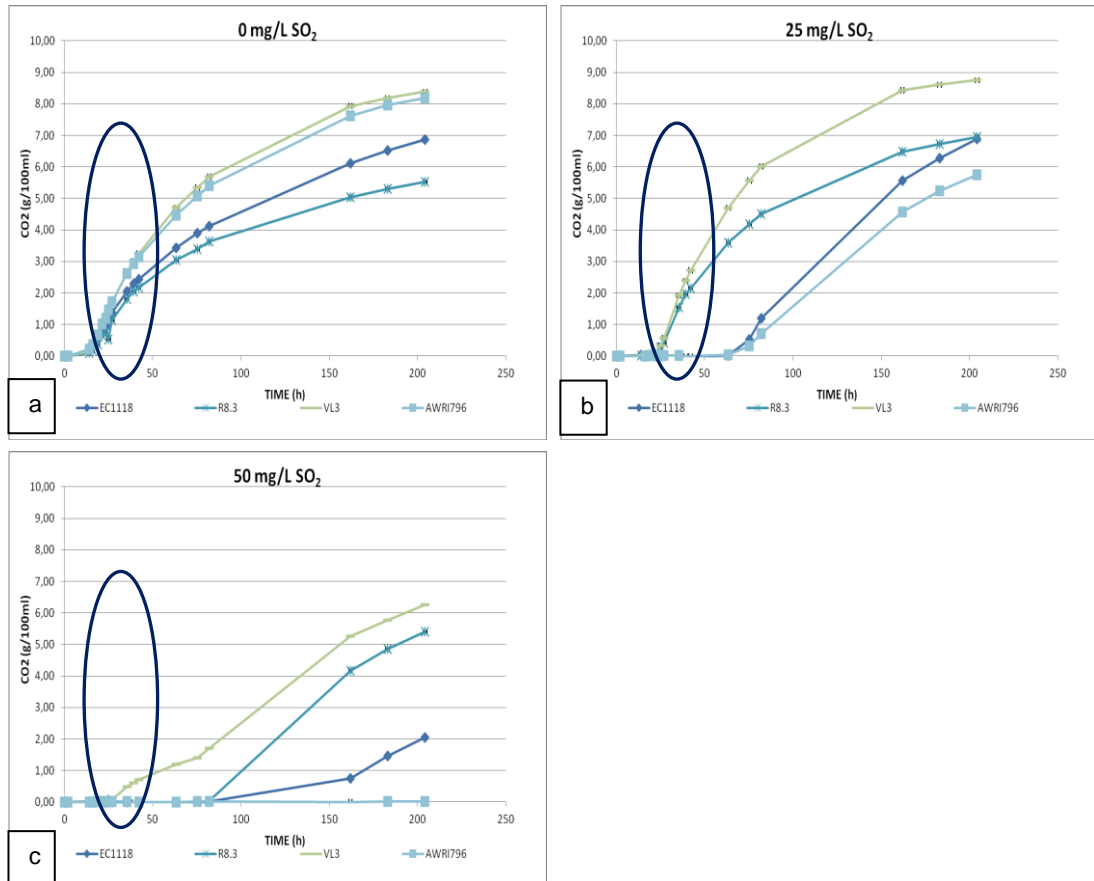 0 mg/L SO₂
10,00
9,00
8,00
7,00
6,00
5,00
4,00
3,00
2,00
1,00
0,00
CO2 (g/100ml)
0 50 100 150 200 250
TIME (h)
a
EC1118 R8.3 VL3 AWRI796
25 mg/L SO₂
10,00
9,00
8,00
7,00
6,00
5,00
4,00
3,00
2,00
1,00
0,00
CO2 (g/100ml)
0 50 100 150 200 250
TIME (h)
b
EC1118 R8.3 VL3 AWRI796
50 mg/L SO₂
10,00
9,00
8,00
7,00
6,00
5,00
4,00
3,00
2,00
1,00
0,00
CO2 (g/100ml)
0 50 100 150 200 250
TIME (h)
c
EC1118 R8.3 VL3 AWRI796